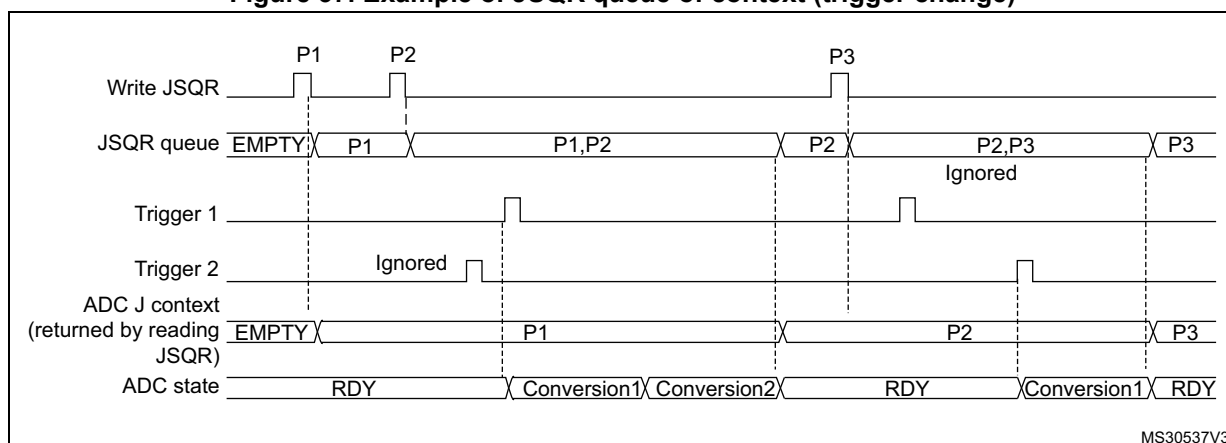 Figure 87. Example of JSQR queue of context (trigger change)
P1 P2 P3
Write JSQR
JSQR queue EMPTY P1 P1,P2 P2 P2,P3 P3
Ignored
Trigger 1
Trigger 2 Ignored
ADC J context
(returned by reading EMPTY P1 P2 P3
JSQR)
ADC state RDY Conversion1 Conversion2 RDY Conversion1 RDY
MS30537V3